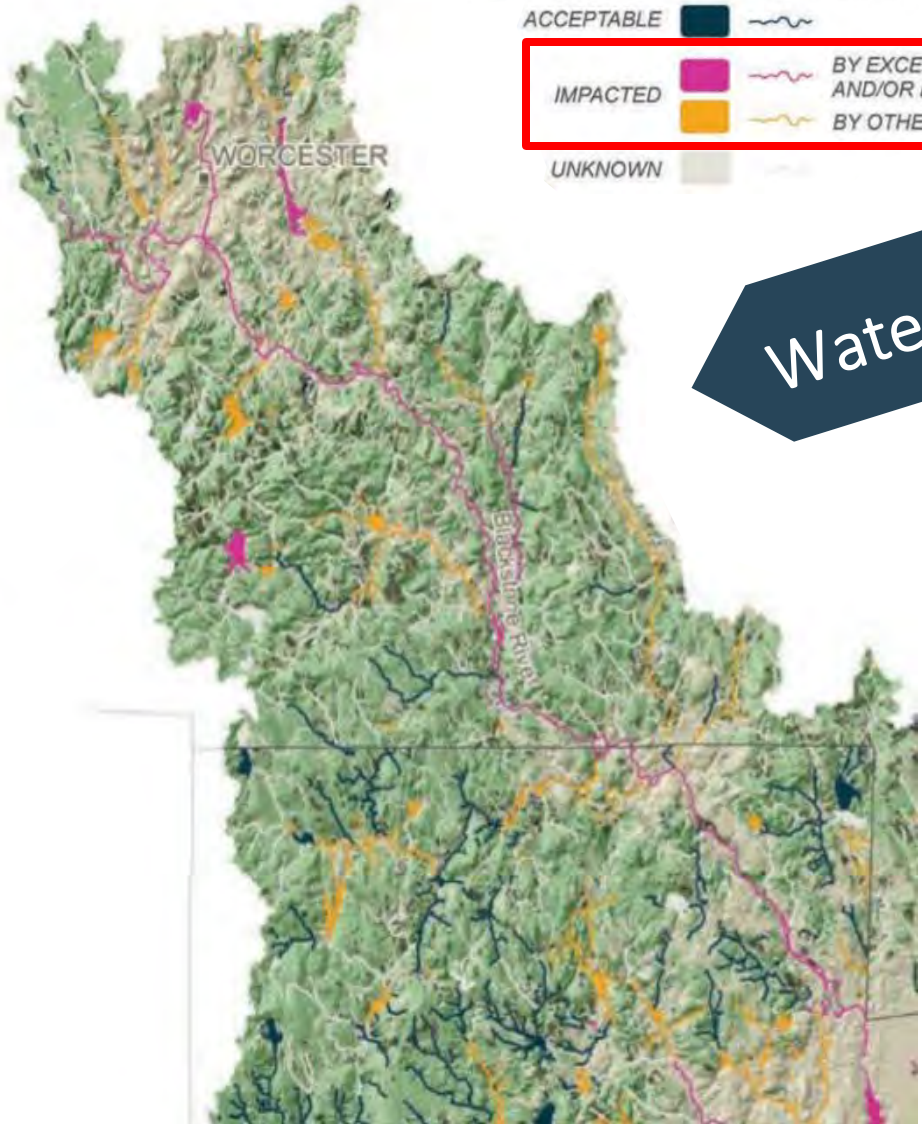 ACCEPTABLE
IMPACTED
BY EXCE
AND/OR
BY OTHE
UNKNOWN
WORCESTER
Wate
Blackstone River